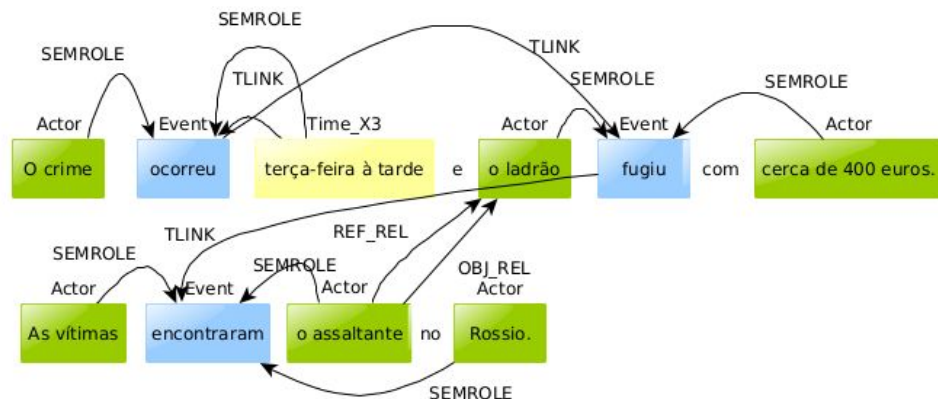 SEMROLE
SEMROLE TLINK
TLINK SEMROLE SEMROLE
Actor Event Time_X3 Actor Event Actor
O crime ocorreu terça-feira à tarde e o ladrão fugiu com cerca de 400 euros.
TLINK REF_REL
SEMROLE SEMROLE OBJ_REL
Actor Event Actor Actor
As vítimas encontraram o assaltante no Rossio.
SEMROLE